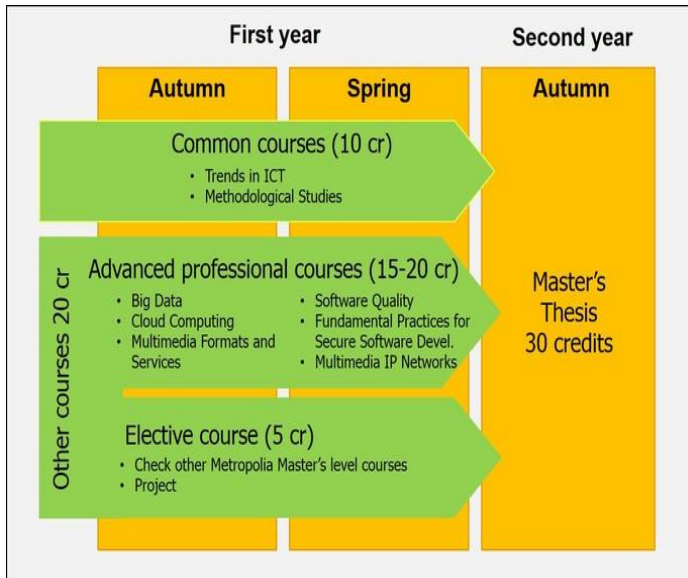 First year
Second year
Autumn
Spring
Autumn
Common courses (10 cr)
• Trends in ICT
• Methodological Studies
Other courses 20 cr
Advanced professional courses (15-20 cr)
• Big Data
• Cloud Computing
• Multimedia Formats and
Services
• Software Quality
• Fundamental Practices for
Secure Software Devel.
• Multimedia IP Networks
Elective course (5 cr)
• Check other Metropolia Master's level courses
• Project
Master's
Thesis
30 credits